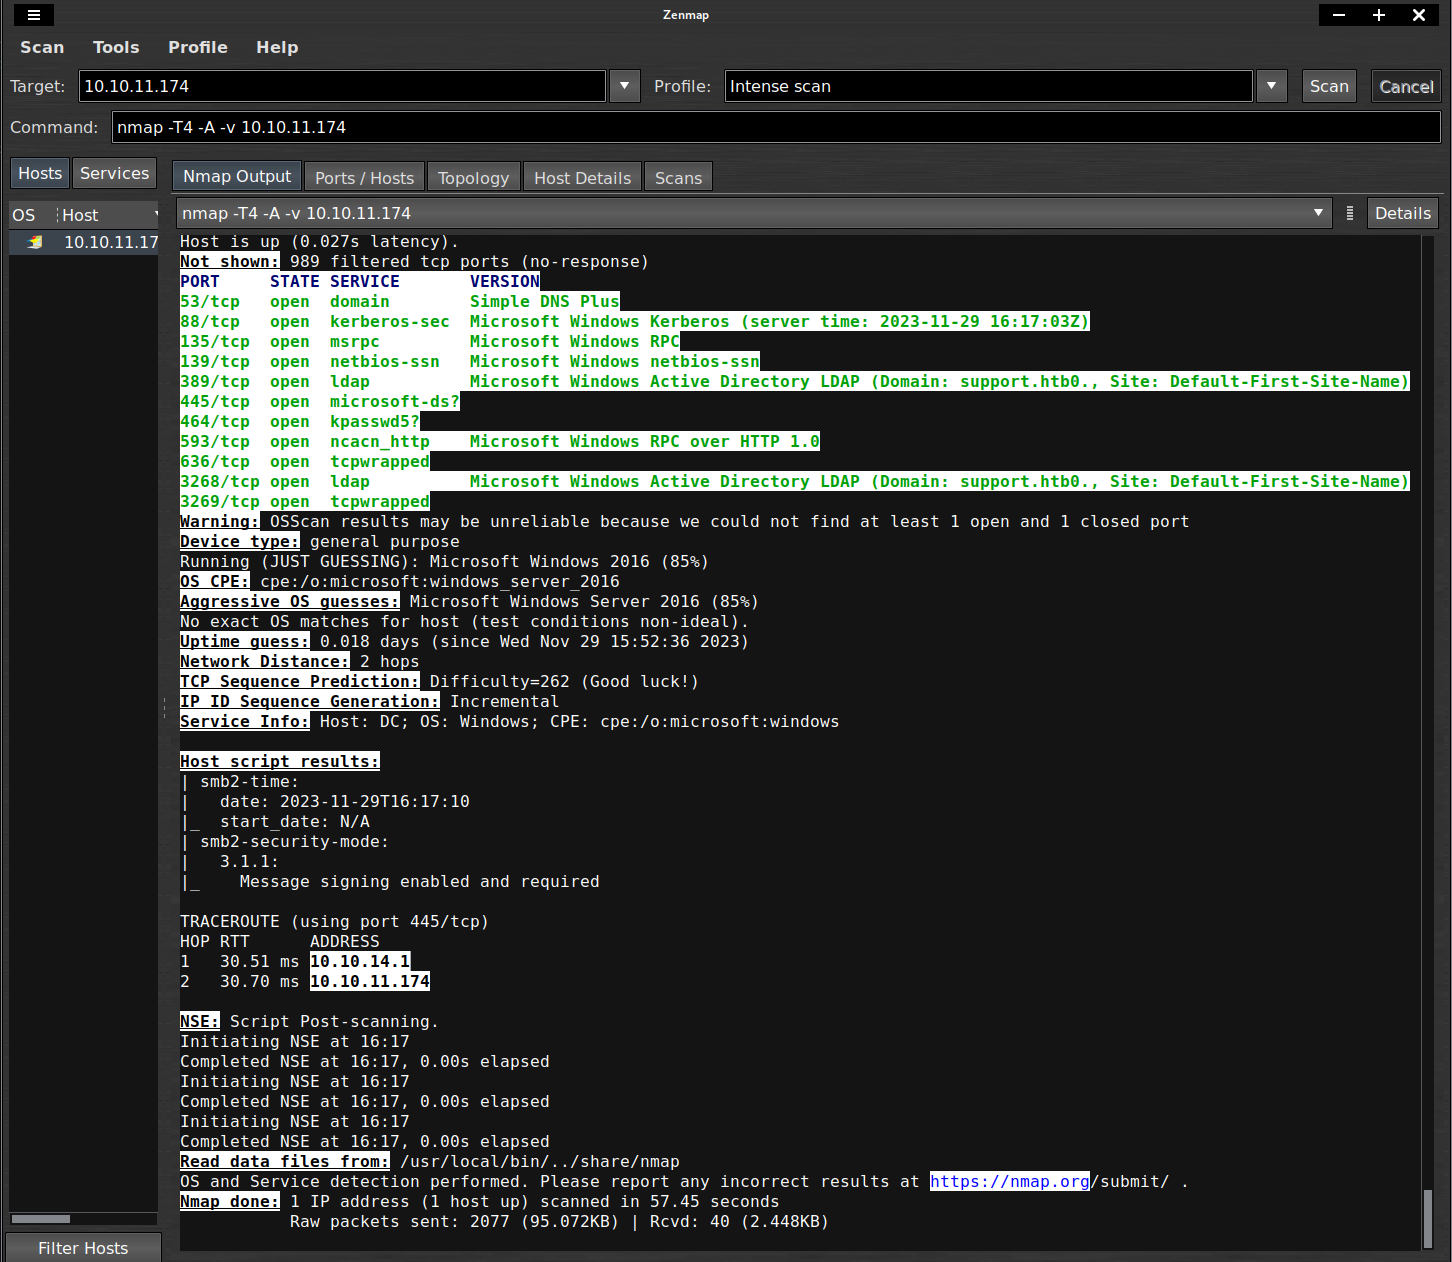 Zenmap
Scan Tools Profile Help
Target: 10.10.11.174 Profile: Intense scan Scan Cancel
Command: nmap -T4 -A -v 10.10.11.174
Hosts Services Nmap Output Ports / Hosts Topology Host Details Scans
OS Host nmap -T4 -A -v 10.10.11.174 Details
10.10.11.17
Host is up (0.027s latency).
Not shown: 989 filtered tcp ports (no-response)
PORT     STATE SERVICE       VERSION
53/tcp   open  domain        Simple DNS Plus
88/tcp   open  kerberos-sec  Microsoft Windows Kerberos (server time: 2023-11-29 16:17:03Z)
135/tcp  open  msrpc         Microsoft Windows RPC
139/tcp  open  netbios-ssn   Microsoft Windows netbios-ssn
389/tcp  open  ldap          Microsoft Windows Active Directory LDAP (Domain: support.htb0., Site: Default-First-Site-Name)
445/tcp  open  microsoft-ds?
464/tcp  open  kpasswd5?
593/tcp  open  ncacn_http    Microsoft Windows RPC over HTTP 1.0
636/tcp  open  tcpwrapped
3268/tcp open  ldap          Microsoft Windows Active Directory LDAP (Domain: support.htb0., Site: Default-First-Site-Name)
3269/tcp open  tcpwrapped
Warning: OSScan results may be unreliable because we could not find at least 1 open and 1 closed port
Device type: general purpose
Running (JUST GUESSING): Microsoft Windows 2016 (85%)
OS CPE: cpe:/o:microsoft:windows_server_2016
Aggressive OS guesses: Microsoft Windows Server 2016 (85%)
No exact OS matches for host (test conditions non-ideal).
Uptime guess: 0.018 days (since Wed Nov 29 15:52:36 2023)
Network Distance: 2 hops
TCP Sequence Prediction: Difficulty=262 (Good luck!)
IP ID Sequence Generation: Incremental
Service Info: Host: DC; OS: Windows; CPE: cpe:/o:microsoft:windows
Host script results:
| smb2-time:
|   date: 2023-11-29T16:17:10
|_  start_date: N/A
| smb2-security-mode:
|   3.1.1:
|_    Message signing enabled and required
TRACEROUTE (using port 445/tcp)
HOP RTT      ADDRESS
1   30.51 ms 10.10.14.1
2   30.70 ms 10.10.11.174
NSE: Script Post-scanning.
Initiating NSE at 16:17
Completed NSE at 16:17, 0.00s elapsed
Initiating NSE at 16:17
Completed NSE at 16:17, 0.00s elapsed
Initiating NSE at 16:17
Completed NSE at 16:17, 0.00s elapsed
Read data files from: /usr/local/bin/../share/nmap
OS and Service detection performed. Please report any incorrect results at https://nmap.org/submit/ .
Nmap done: 1 IP address (1 host up) scanned in 57.45 seconds
Raw packets sent: 2077 (95.072KB) | Rcvd: 40 (2.448KB)
Filter Hosts